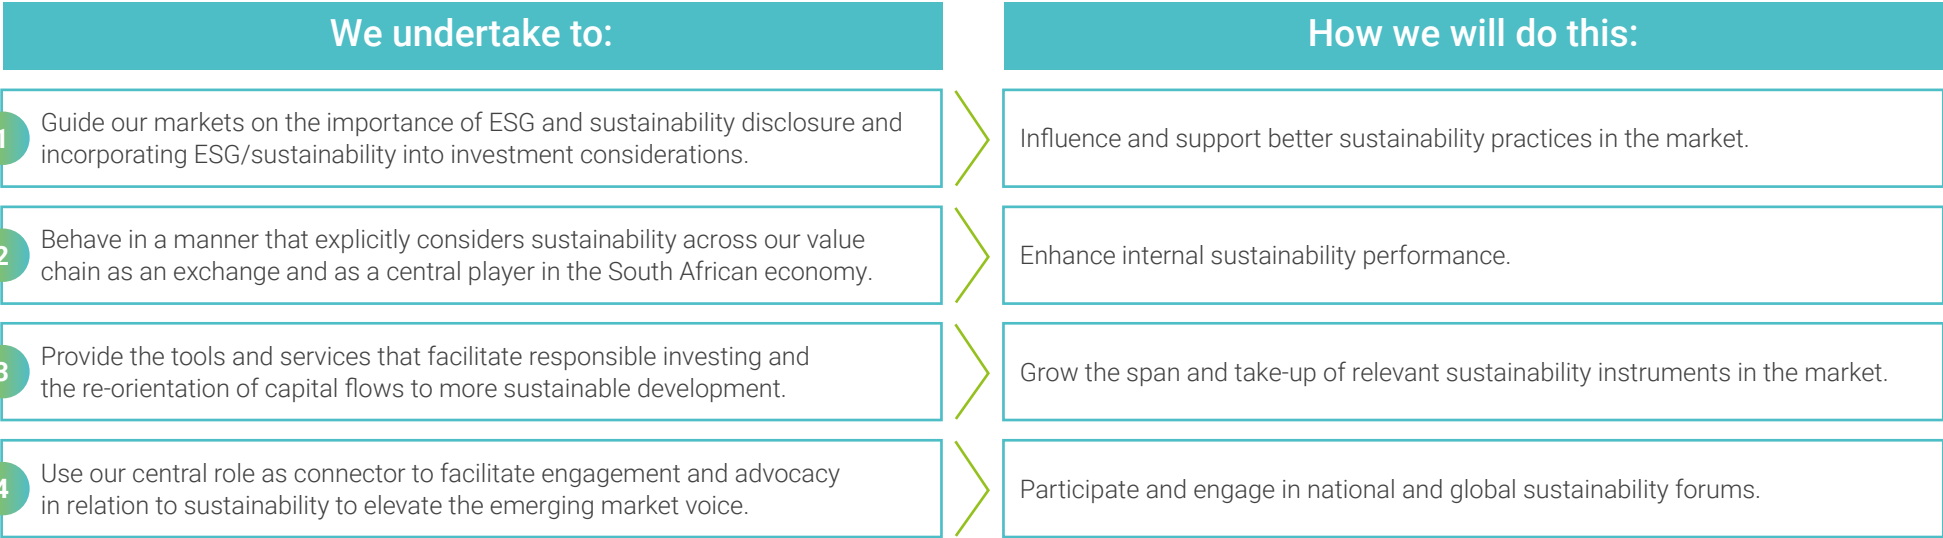 We undertake to:
How we will do this:
1
Guide our markets on the importance of ESG and sustainability disclosure and
incorporating ESG/sustainability into investment considerations.
Influence and support better sustainability practices in the market.
2
Behave in a manner that explicitly considers sustainability across our value
chain as an exchange and as a central player in the South African economy.
Enhance internal sustainability performance.
3
Provide the tools and services that facilitate responsible investing and
the re-orientation of capital flows to more sustainable development.
Grow the span and take-up of relevant sustainability instruments in the market.
4
Use our central role as connector to facilitate engagement and advocacy
in relation to sustainability to elevate the emerging market voice.
Participate and engage in national and global sustainability forums.